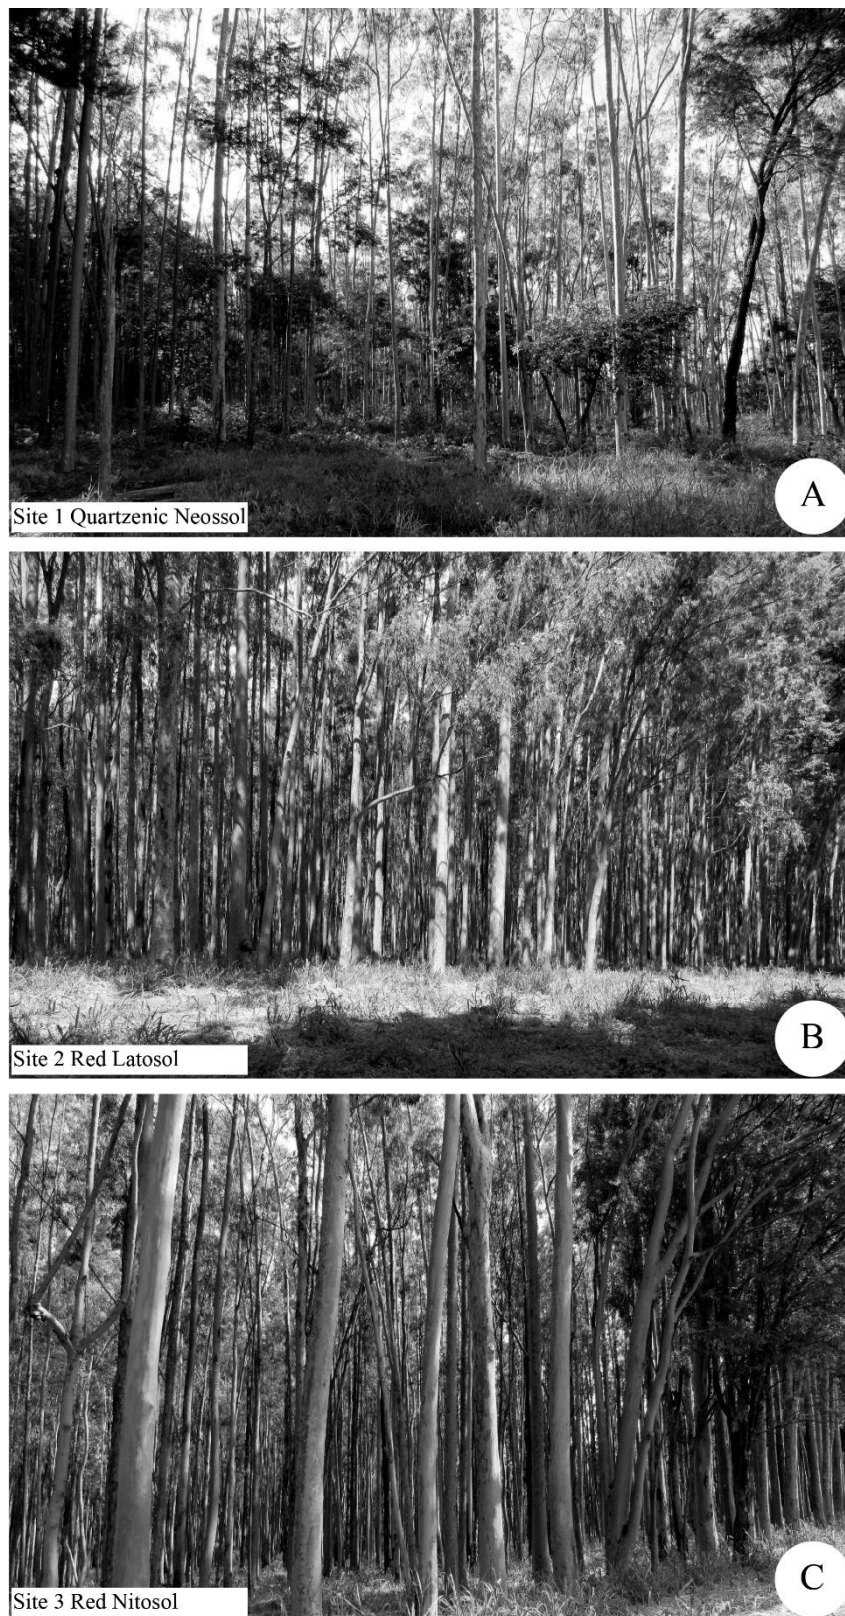 A
Site 1 Quartzenic Neossol
B
Site 2 Red Latosol
C
Site 3 Red Nitosol